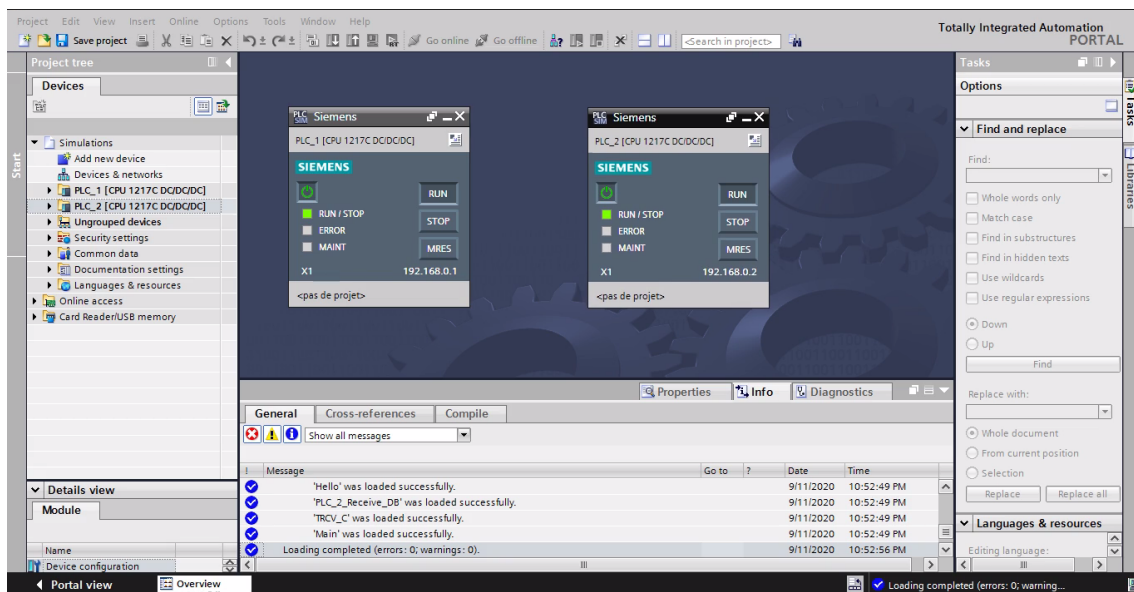 Project Edit View Insert Online Options Tools Window Help
Totally Integrated Automation
PORTAL
Save project
Go online
Go offline
<Search in project>
Project tree
Devices
Start
Simulations
Add new device
Devices & networks
PLC_1 [CPU 1217C DC/DC/DC]
PLC_2 [CPU 1217C DC/DC/DC]
Ungrouped devices
Security settings
Common data
Documentation settings
Languages & resources
Online access
Card Reader/USB memory
Details view
Module
Name
Device configuration
PLC SIM Siemens
PLC_1 [CPU 1217C DC/DC/DC]
SIEMENS
RUN
RUN / STOP
STOP
ERROR
MAINT
MRES
X1 192.168.0.1
<pas de projet>
PLC SIM Siemens
PLC_2 [CPU 1217C DC/DC/DC]
SIEMENS
RUN
RUN / STOP
STOP
ERROR
MAINT
MRES
X1 192.168.0.2
<pas de projet>
Properties Info Diagnostics
General Cross-references Compile
Show all messages
! Message Go to ? Date Time
'Hello' was loaded successfully. 9/11/2020 10:52:49 PM
'PLC_2_Receive_DB' was loaded successfully. 9/11/2020 10:52:49 PM
'TRCV_C' was loaded successfully. 9/11/2020 10:52:49 PM
'Main' was loaded successfully. 9/11/2020 10:52:49 PM
Loading completed (errors: 0; warnings: 0). 9/11/2020 10:52:56 PM
Tasks
Options
Find and replace
Find:
Whole words only
Match case
Find in substructures
Find in hidden texts
Use wildcards
Use regular expressions
Down
Up
Find
Replace with:
Whole document
From current position
Selection
Replace Replace all
Languages & resources
Editing language:
Tasks
Libraries
Portal view Overview Loading completed (errors: 0; warning...